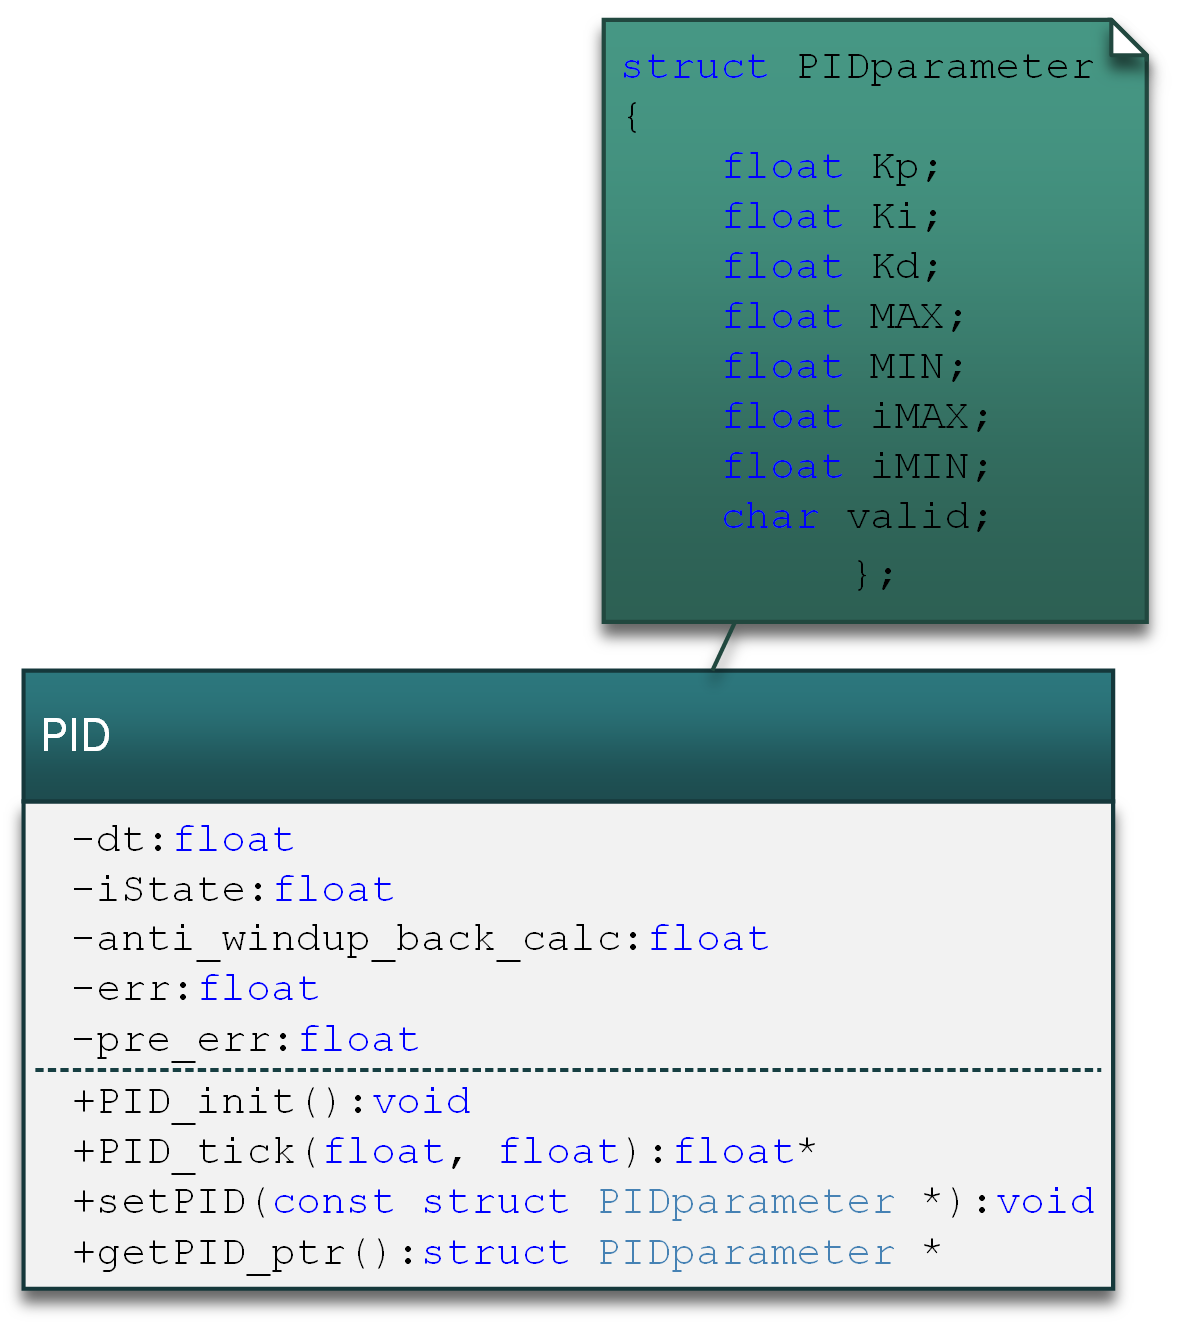 struct PIDparameter
{
float Kp;
float Ki;
float Kd;
float MAX;
float MIN;
float iMAX;
float iMIN;
char valid;
};
PID
-dt:float
-iState:float
-anti_windup_back_calc:float
-err:float
-pre_err:float
+PID_init():void
+PID_tick(float, float):float*
+setPID(const struct PIDparameter *):void
+getPID_ptr():struct PIDparameter *